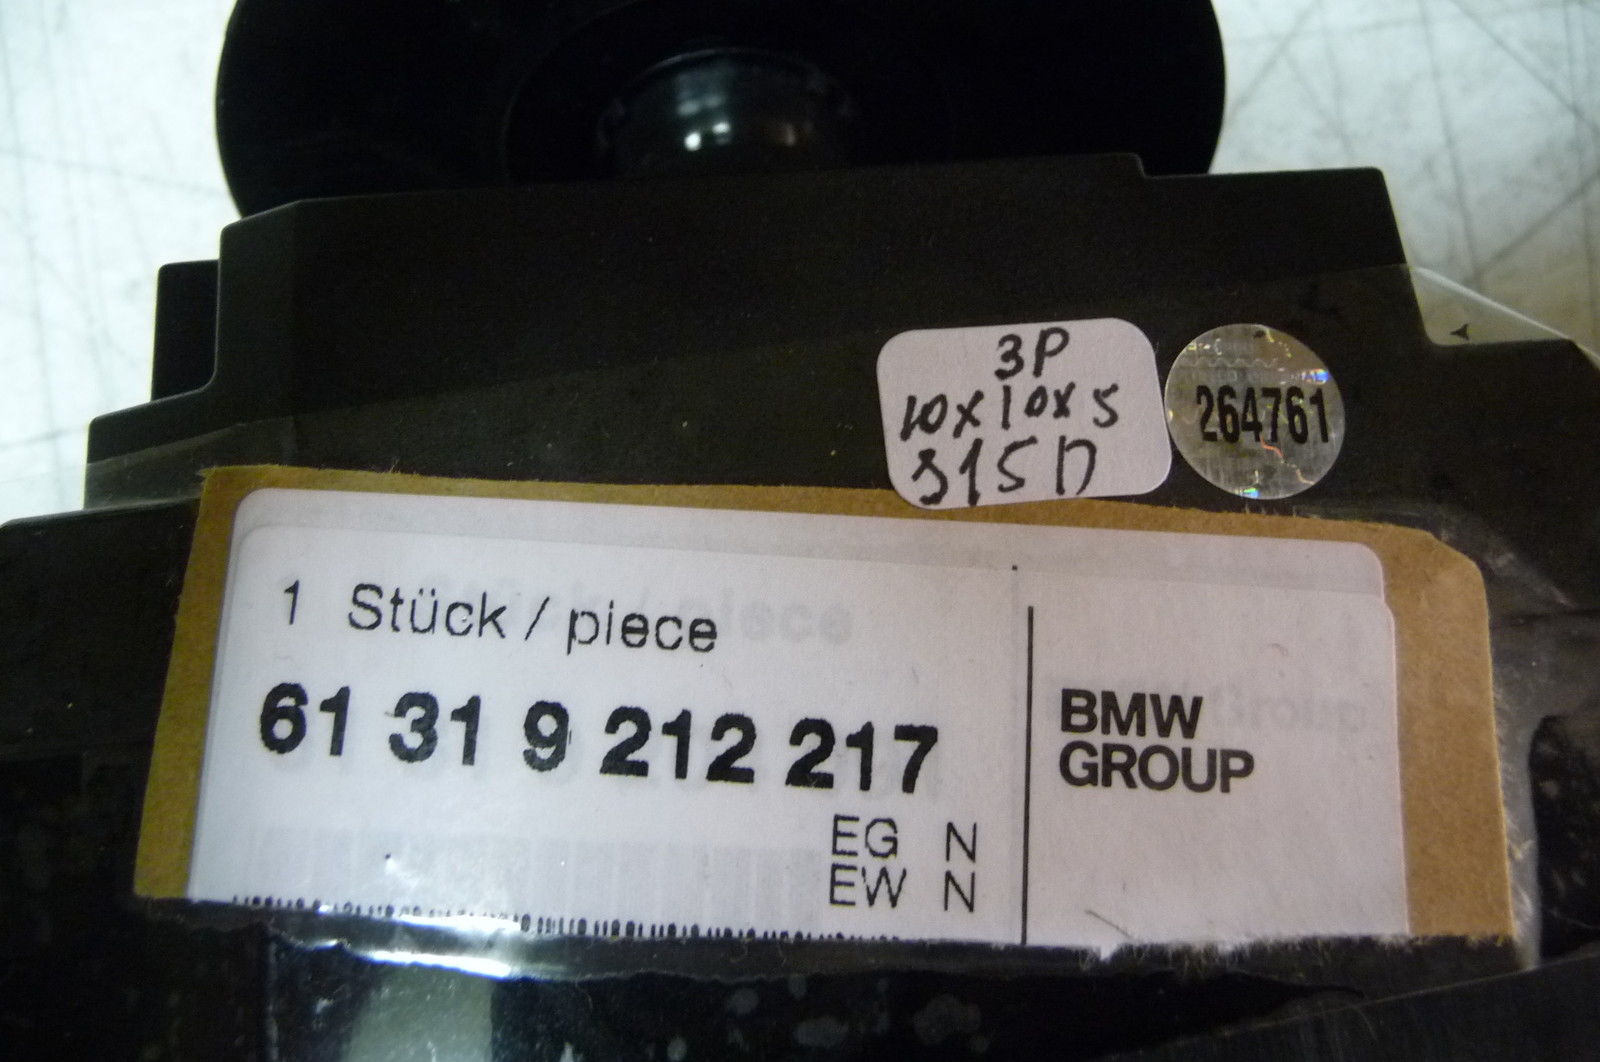 3P
10x10x5
315D
264761
1 Stück / piece
61 31 9 212 217
EG N
EW N
BMW
GROUP